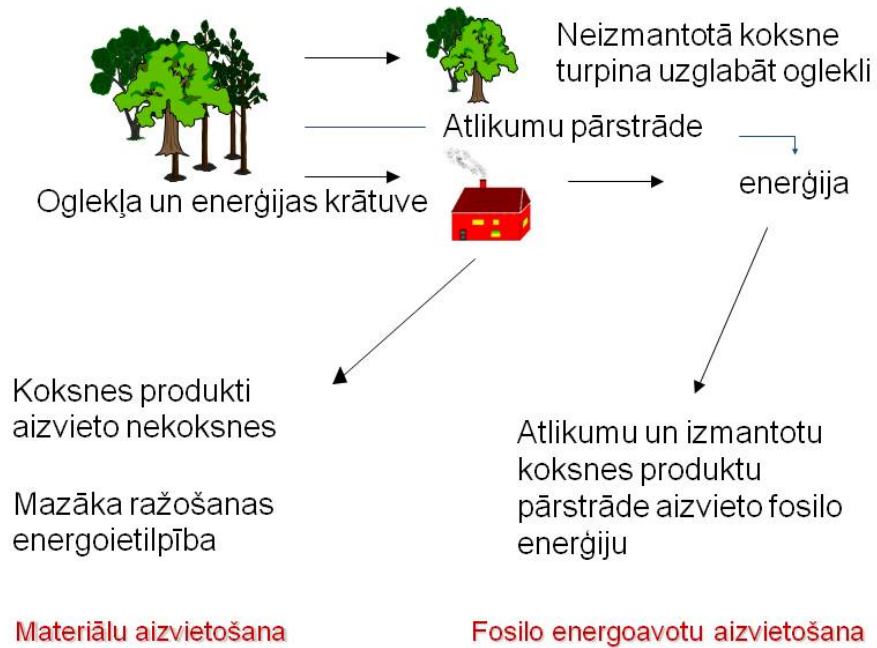 Neizmantotā koksne
turpina uzglabāt oglekli
Atlikumu pārstrāde
enerģija
Oglekļa un enerģijas krātuve
Koksnes produkti
aizvieto nekoksnes
Mazāka ražošanas
energoietilpība
Atlikumu un izmantotu
koksnes produktu
pārstrāde aizvieto fosilo
enerģiju
Materiālu aizvietošana
Fosilo energoavotu aizvietošana